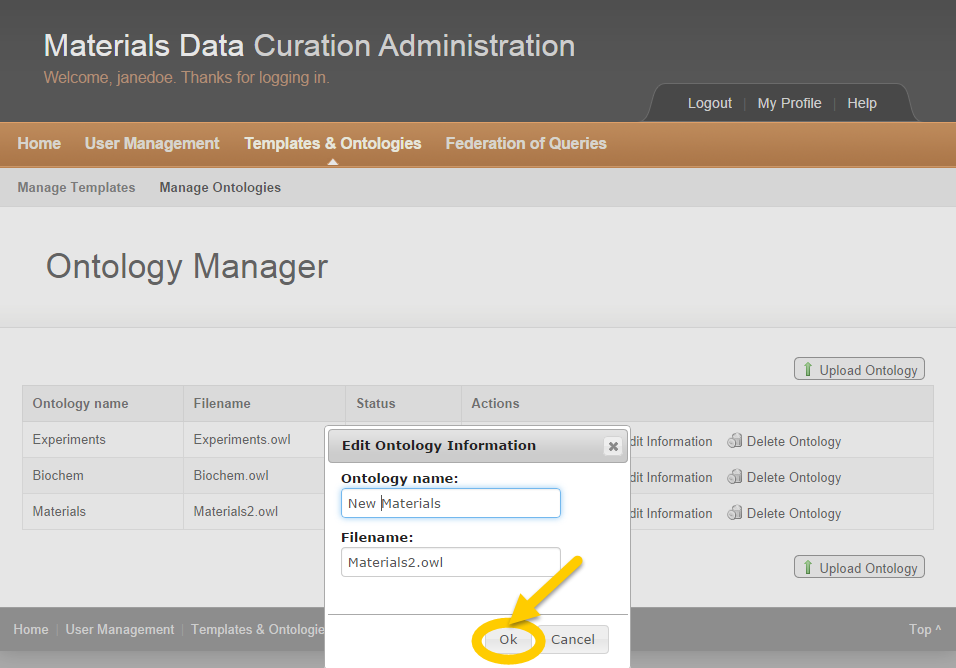 Materials Data Curation Administration
Welcome, janedoe. Thanks for logging in.
Logout | My Profile | Help
Home User Management Templates & Ontologies Federation of Queries
Manage Templates Manage Ontologies
Ontology Manager
Upload Ontology
Ontology name Filename Status Actions
Experiments Experiments.owl dit Information Delete Ontology
Biochem Biochem.owl dit Information Delete Ontology
Materials Materials2.owl dit Information Delete Ontology
Edit Ontology Information
Ontology name:
New Materials
Filename:
Materials2.owl
Ok Cancel
Upload Ontology
Home | User Management | Templates & Ontologie
Top ^